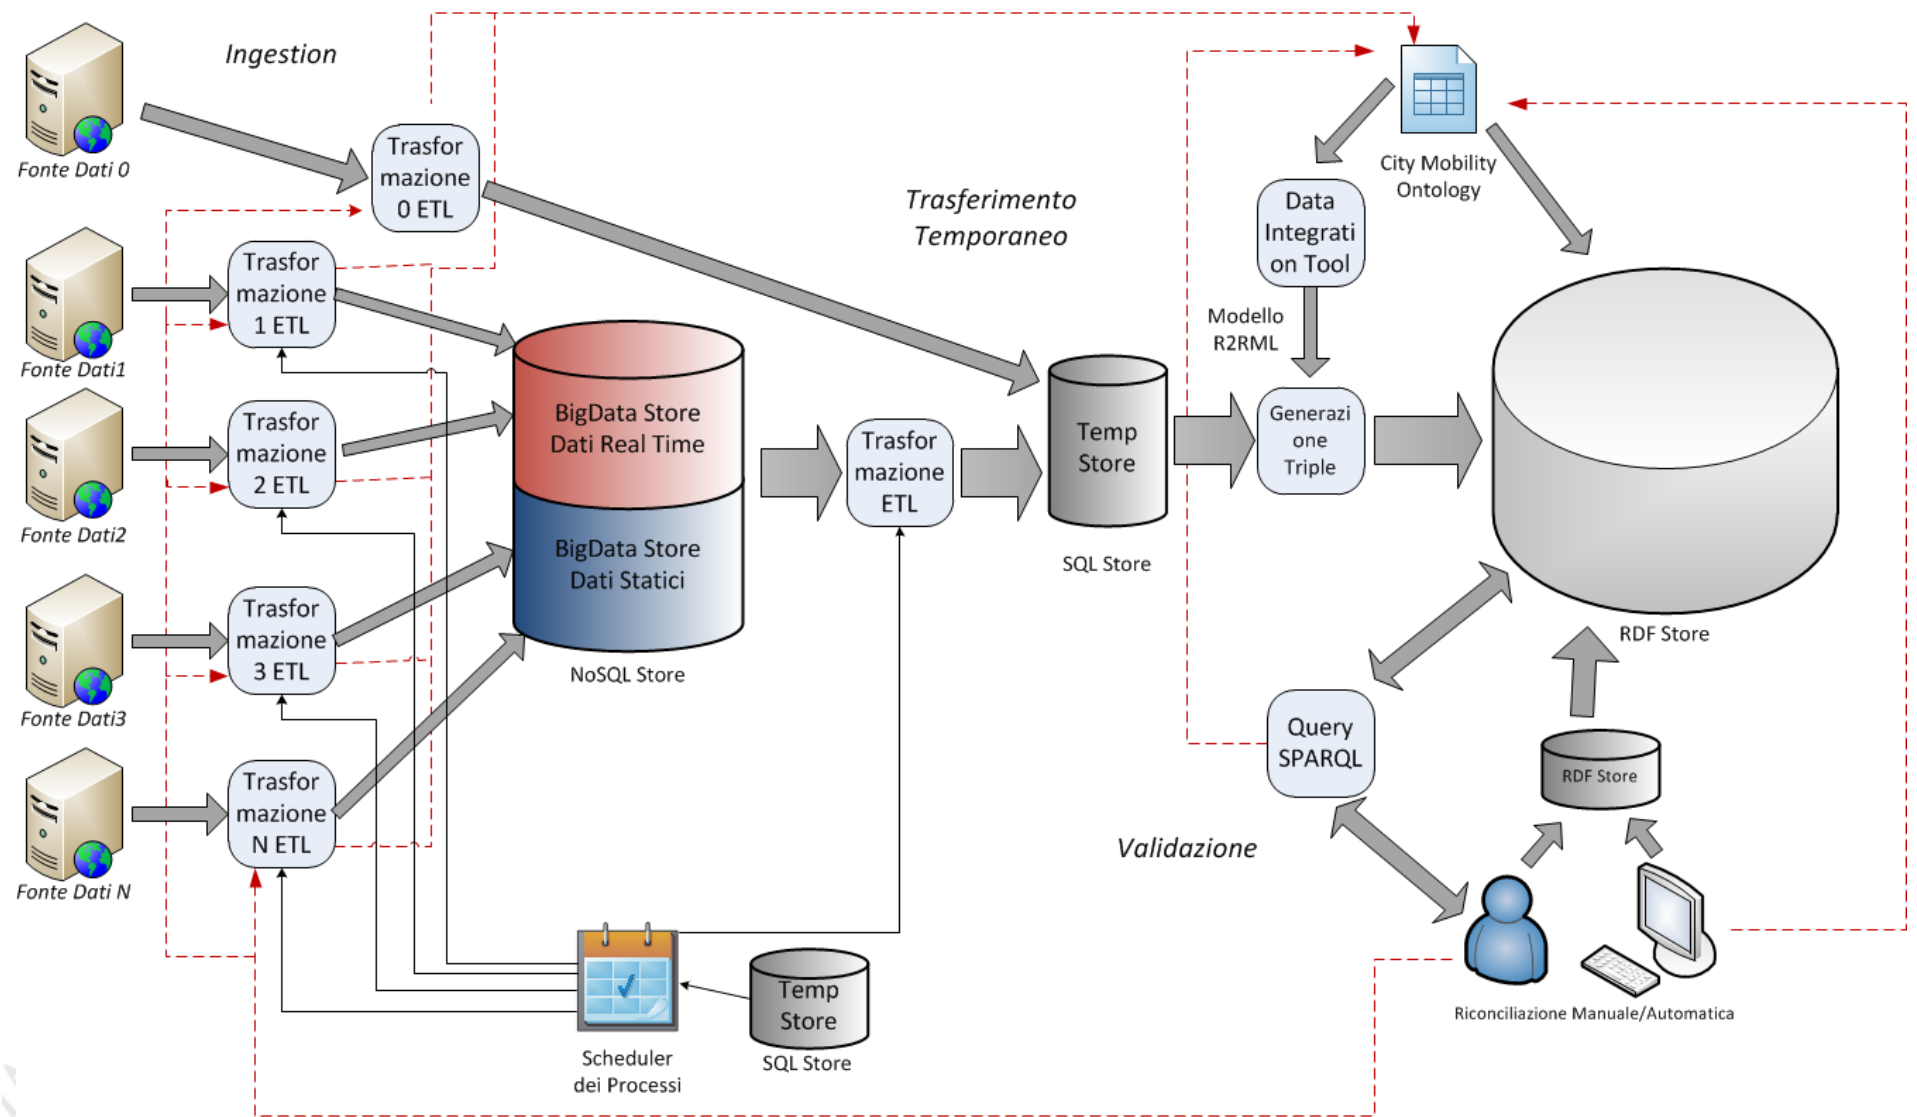 Ingestion
Fonte Dati 0
Trasfor
mazione
0 ETL
Fonte Dati1
Trasfor
mazione
1 ETL
Fonte Dati2
Trasfor
mazione
2 ETL
Fonte Dati3
Trasfor
mazione
3 ETL
Fonte Dati N
Trasfor
mazione
N ETL
BigData Store
Dati Real Time
BigData Store
Dati Statici
NoSQL Store
Trasfor
mazione
ETL
Trasferimento
Temporaneo
Temp
Store
SQL Store
City Mobility
Ontology
Data
Integrati
on Tool
Modello
R2RML
Generazi
one
Triple
RDF Store
Query
SPARQL
RDF Store
Validazione
Riconciliazione Manuale/Automatica
Scheduler
dei Processi
Temp
Store
SQL Store